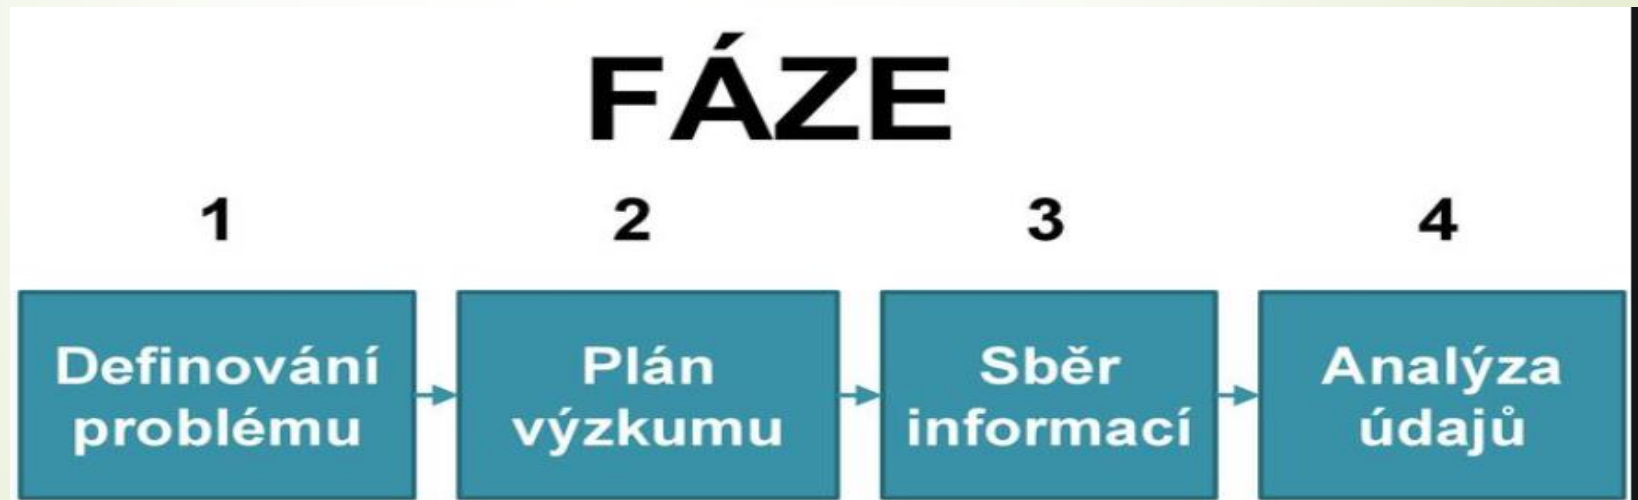 FÁZE
1 2 3 4
Definování
problému
Plán
výzkumu
Sběr
informací
Analýza
údajů